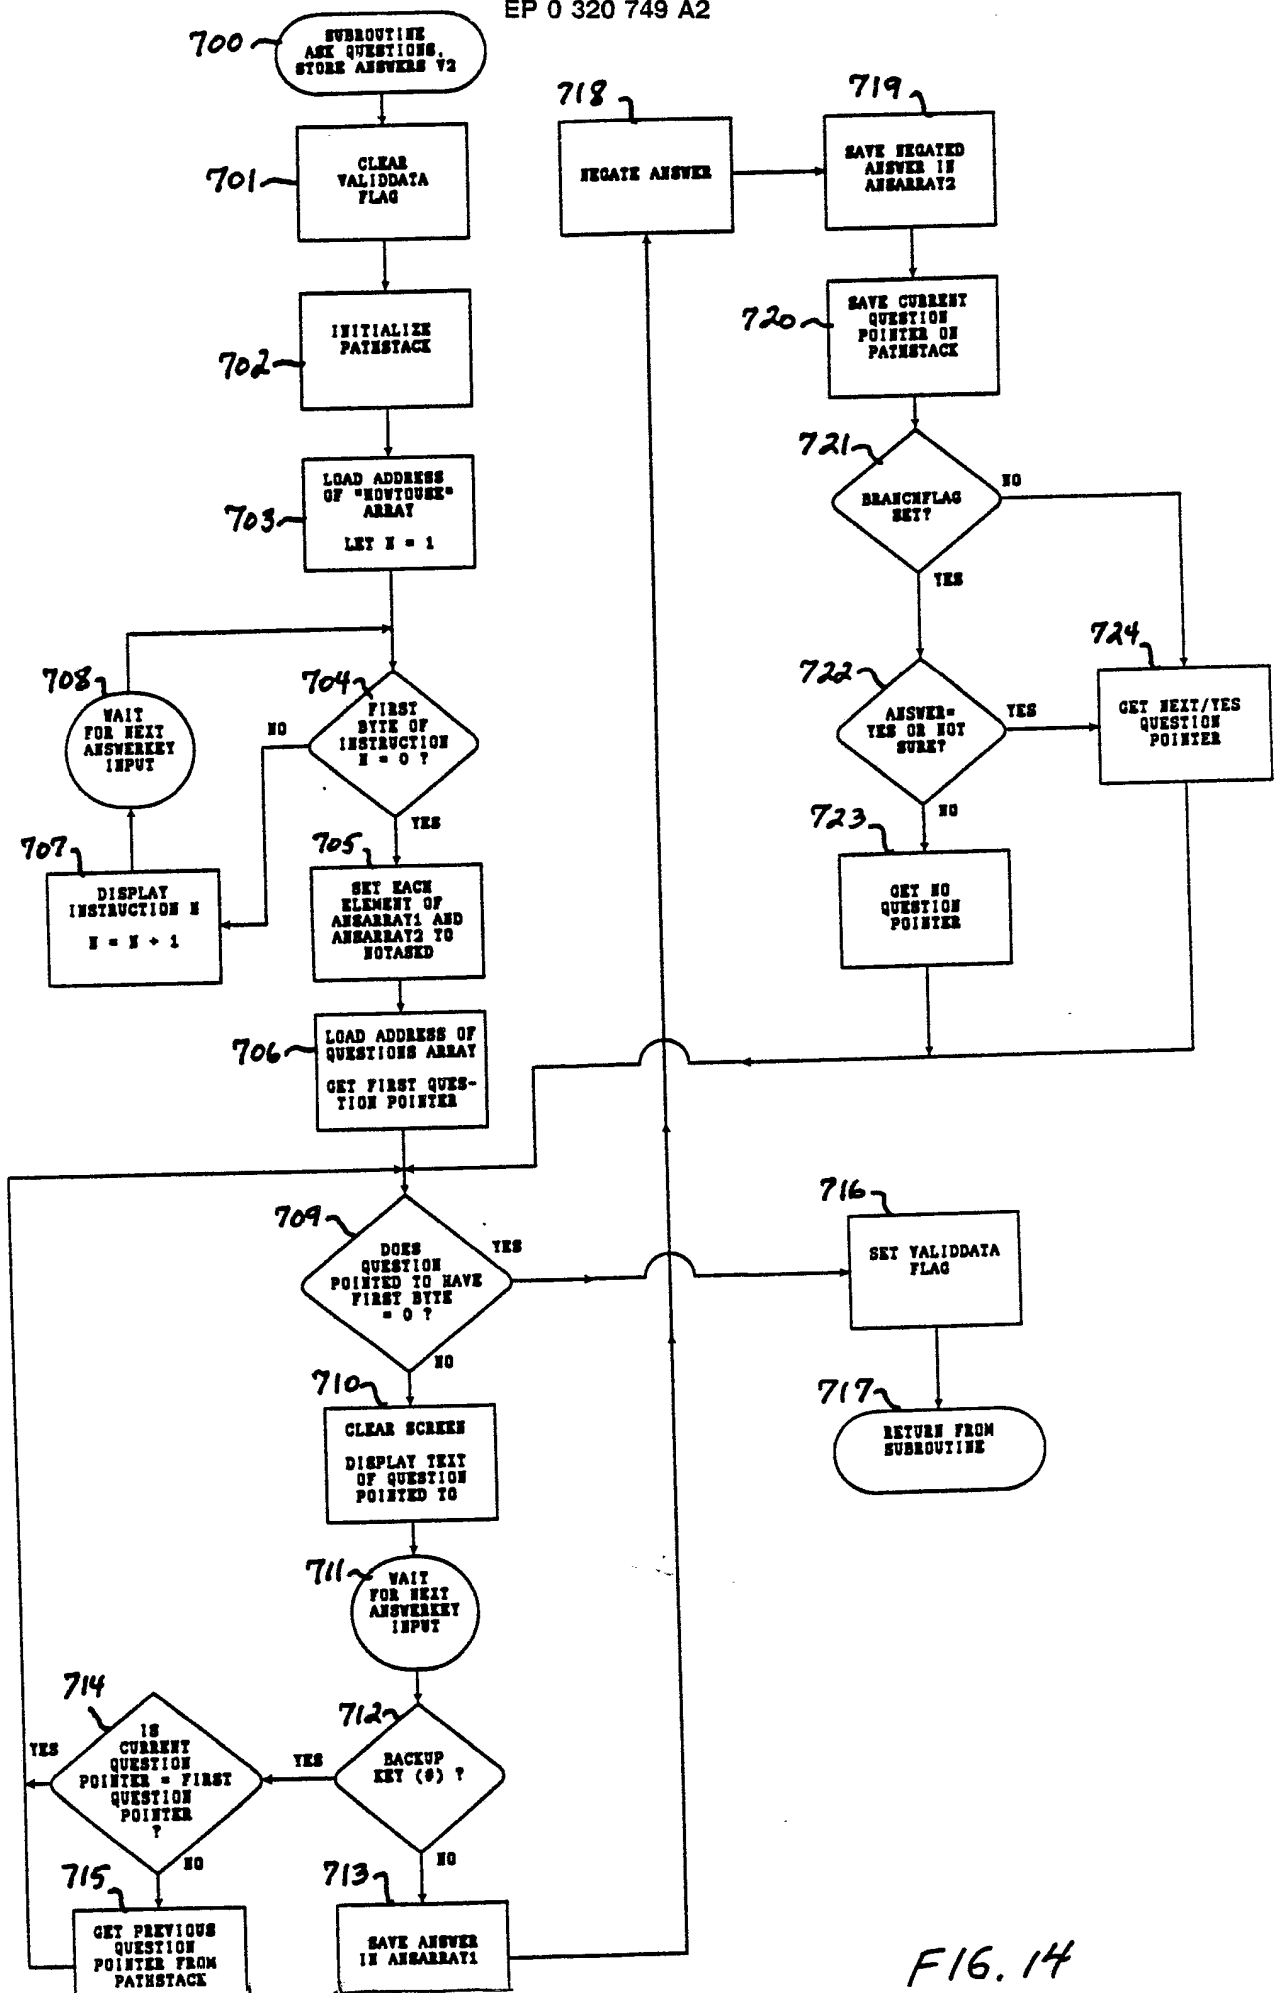 EP 0 320 749 A2
700
SUBROUTINE
ASK QUESTIONS,
STORE ANSWERS V2
701
CLEAR
VALIDDATA
FLAG
702
INITIALIZE
PATHSTACK
703
LOAD ADDRESS
OF "HOWTOUSE"
ARRAY
LET N = 1
704
FIRST
BYTE OF
INSTRUCTION
N = 0 ?
NO
YES
708
WAIT
FOR NEXT
ANSWERKEY
INPUT
707
DISPLAY
INSTRUCTION N
N = N + 1
705
SET EACH
ELEMENT OF
ANSARRAY1 AND
ANSARRAY2 TO
NOTASKD
706
LOAD ADDRESS OF
QUESTIONS ARRAY
GET FIRST QUES-
TION POINTER
709
DOES
QUESTION
POINTED TO HAVE
FIRST BYTE
= 0 ?
YES
NO
710
CLEAR SCREEN
DISPLAY TEXT
OF QUESTION
POINTED TO
711
WAIT
FOR NEXT
ANSWERKEY
INPUT
712
BACKUP
KEY (#) ?
YES
NO
714
IS
CURRENT
QUESTION
POINTER = FIRST
QUESTION
POINTER
?
YES
NO
715
GET PREVIOUS
QUESTION
POINTER FROM
PATHSTACK
713
SAVE ANSWER
IN ANSARRAY1
718
NEGATE ANSWER
719
SAVE NEGATED
ANSWER IN
ANSARRAY2
720
SAVE CURRENT
QUESTION
POINTER ON
PATHSTACK
721
BRANCHFLAG
SET?
NO
YES
722
ANSWER=
YES OR NOT
SURE?
YES
NO
724
GET NEXT/YES
QUESTION
POINTER
723
GET NO
QUESTION
POINTER
716
SET VALIDDATA
FLAG
717
RETURN FROM
SUBROUTINE
FIG. 14